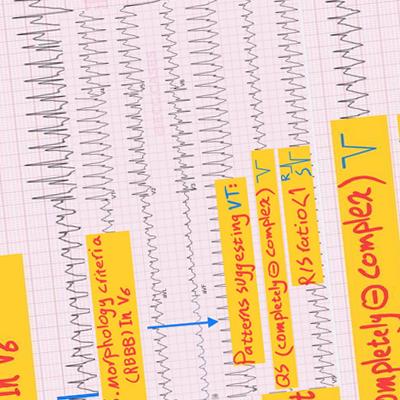 In V6
. morphology criteria
(RBBB) In V6
Patterns suggesting VT:
QS (completely ⊖ complex)
R/S ratio < 1 R/S
ompletely ⊖ complex)